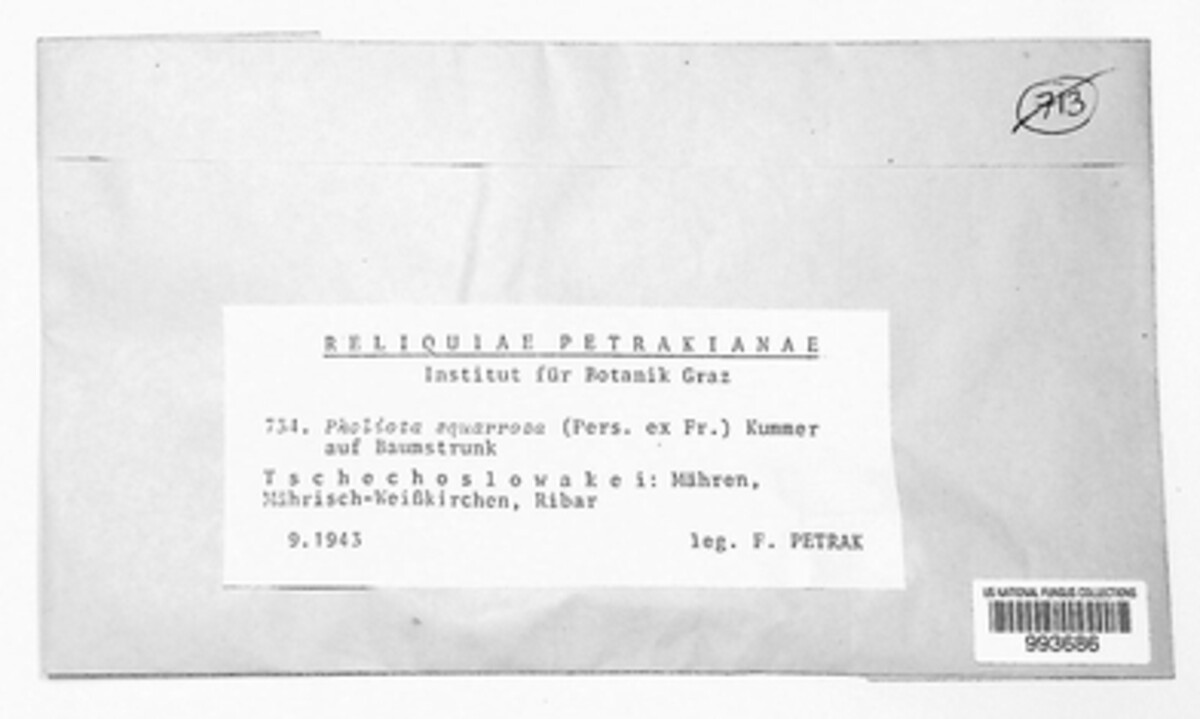 713
RELIQUIAE PETRAKIANAE
Institut für Botanik Graz
734. Pholiota squarrosa (Pers. ex Fr.) Kummer
auf Baumstrunk
Tschechoslowakei: Mähren,
Mährisch-Weißkirchen, Ribar
9.1943 leg. F. PETRAK
US NATIONAL FUNGUS COLLECTIONS
993686